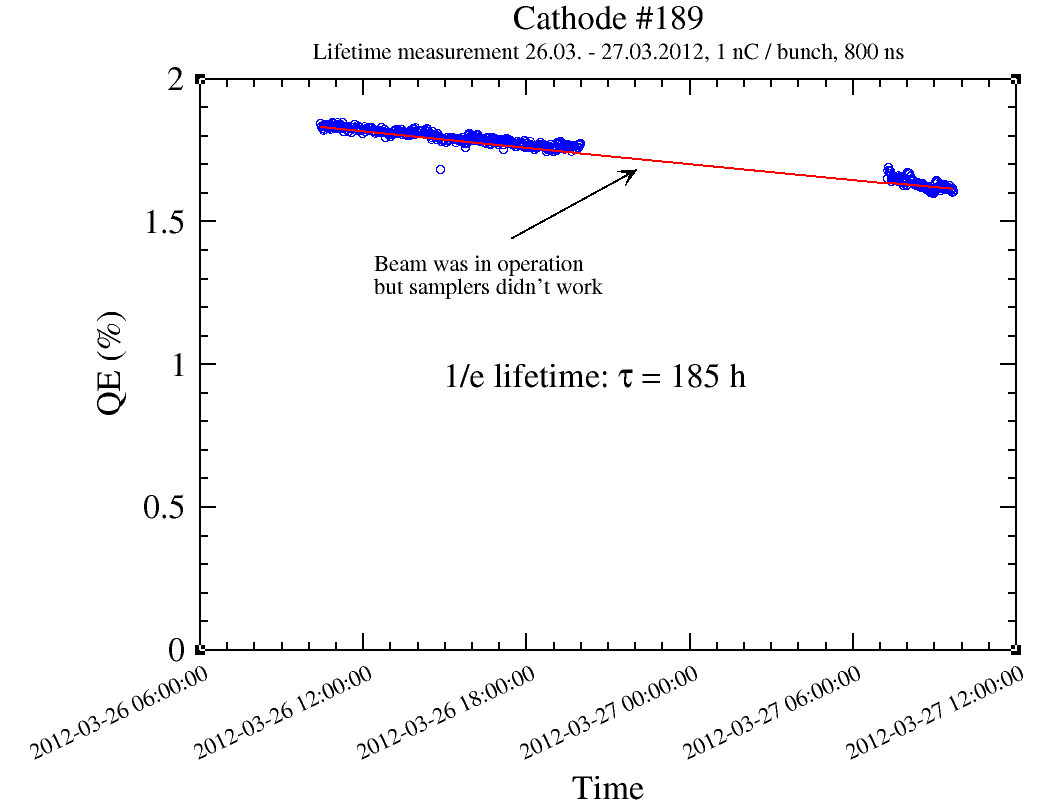 Cathode #189
Lifetime measurement 26.03. - 27.03.2012, 1 nC / bunch, 800 ns
2
1.5
1
0.5
0
QE (%)
Beam was in operation
but samplers didn't work
1/e lifetime: τ = 185 h
2012-03-26 06:00:00
2012-03-26 12:00:00
2012-03-26 18:00:00
2012-03-27 00:00:00
2012-03-27 06:00:00
2012-03-27 12:00:00
Time